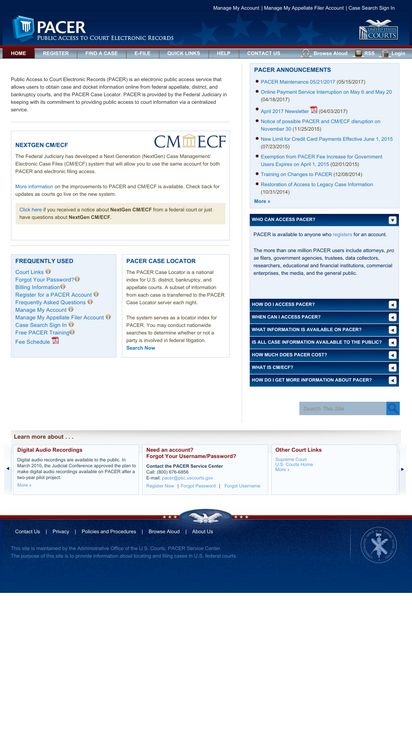 Manage My Account | Manage My Appellate Filer Account | Case Search Sign In
PACER
PUBLIC ACCESS TO COURT ELECTRONIC RECORDS
UNITED STATES COURTS
HOME REGISTER FIND A CASE E-FILE QUICK LINKS HELP CONTACT US Browse Aloud RSS Login
Public Access to Court Electronic Records (PACER) is an electronic public access service that
allows users to obtain case and docket information online from federal appellate, district, and
bankruptcy courts, and the PACER Case Locator. PACER is provided by the Federal Judiciary in
keeping with its commitment to providing public access to court information via a centralized
service.
NEXTGEN CM/ECF
CM ECF
The Federal Judiciary has developed a Next Generation (NextGen) Case Management/
Electronic Case Files (CM/ECF) system that will allow you to use the same account for both
PACER and electronic filing access.
More information on the improvements to PACER and CM/ECF is available. Check back for
updates as courts go live on the new system.
Click here if you received a notice about NextGen CM/ECF from a federal court or just
have questions about NextGen CM/ECF.
FREQUENTLY USED
Court Links
Forgot Your Password?
Billing Information
Register for a PACER Account
Frequently Asked Questions
Manage My Account
Manage My Appellate Filer Account
Case Search Sign In
Free PACER Training
Fee Schedule
PACER CASE LOCATOR
The PACER Case Locator is a national
index for U.S. district, bankruptcy, and
appellate courts. A subset of information
from each case is transferred to the PACER
Case Locator server each night.
The system serves as a locator index for
PACER. You may conduct nationwide
searches to determine whether or not a
party is involved in federal litigation.
Search Now
PACER ANNOUNCEMENTS
PACER Maintenance 05/21/2017 (05/15/2017)
Online Payment Service Interruption on May 6 and May 20
(04/18/2017)
April 2017 Newsletter (04/03/2017)
Notice of possible PACER and CM/ECF disruption on
November 30 (11/25/2015)
New Limit for Credit Card Payments Effective June 1, 2015
(07/23/2015)
Exemption from PACER Fee Increase for Government
Users Expires on April 1, 2015 (02/01/2015)
Training on Changes to PACER (12/08/2014)
Restoration of Access to Legacy Case Information
(10/31/2014)
More »
WHO CAN ACCESS PACER?
PACER is available to anyone who registers for an account.
The more than one million PACER users include attorneys, pro
se filers, government agencies, trustees, data collectors,
researchers, educational and financial institutions, commercial
enterprises, the media, and the general public.
HOW DO I ACCESS PACER?
WHEN CAN I ACCESS PACER?
WHAT INFORMATION IS AVAILABLE ON PACER?
IS ALL CASE INFORMATION AVAILABLE TO THE PUBLIC?
HOW MUCH DOES PACER COST?
WHAT IS CM/ECF?
HOW DO I GET MORE INFORMATION ABOUT PACER?
Search This Site
Learn more about . . .
Digital Audio Recordings
Digital audio recordings are available to the public. In
March 2010, the Judicial Conference approved the plan to
make digital audio recordings available on PACER after a
two-year pilot project.
More »
Need an account?
Forgot Your Username/Password?
Contact the PACER Service Center
Call: (800) 676-6856
E-mail: pacer@psc.uscourts.gov
Register Now | Forgot Password | Forgot Username
Other Court Links
Supreme Court
U.S. Courts Home
More »
Contact Us | Privacy | Policies and Procedures | Browse Aloud | About Us
This site is maintained by the Administrative Office of the U.S. Courts, PACER Service Center
The purpose of this site is to provide information about locating and filing cases in U.S. federal courts